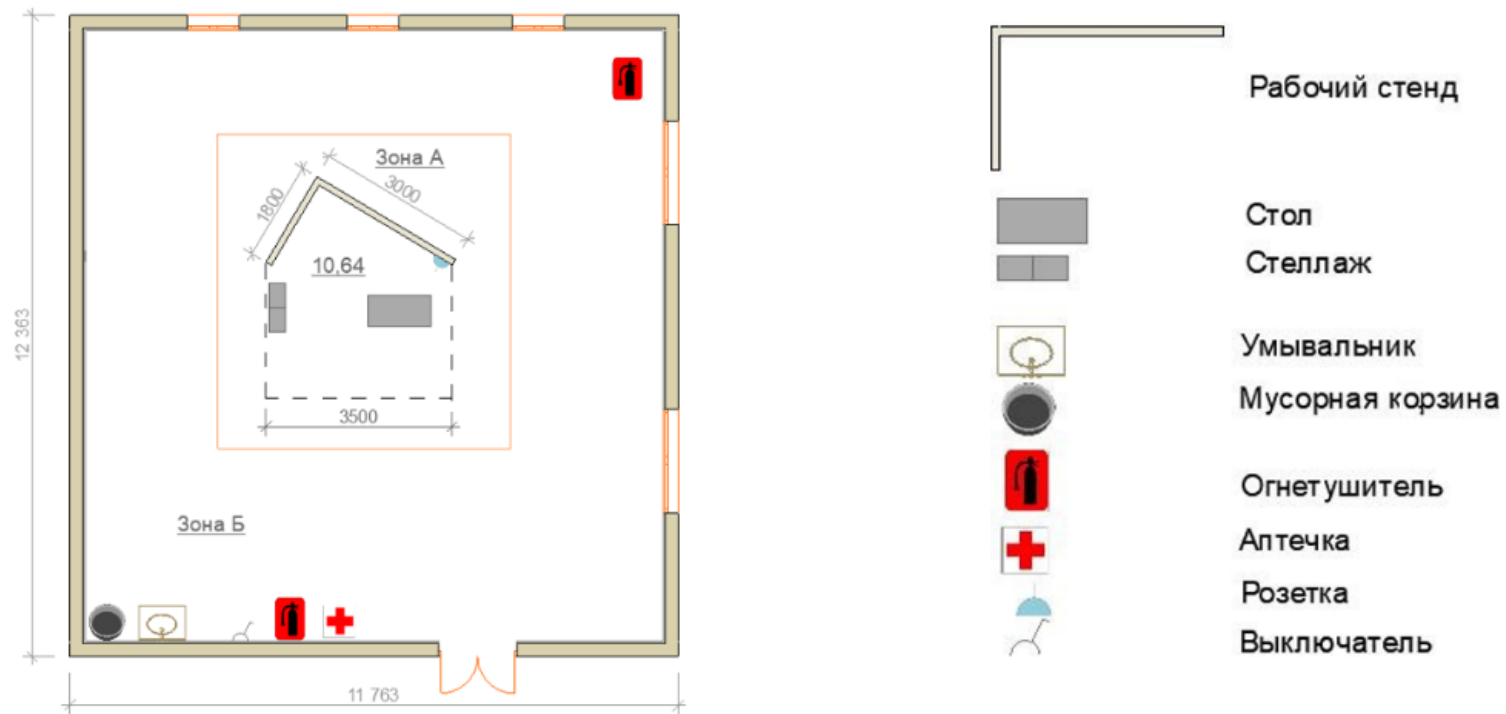 Зона А
3000
1800
10,64
12 363
3500
Зона Б
11 763
Рабочий стенд
Стол
Стеллаж
Умывальник
Мусорная корзина
Огнетушитель
Аптечка
Розетка
Выключатель